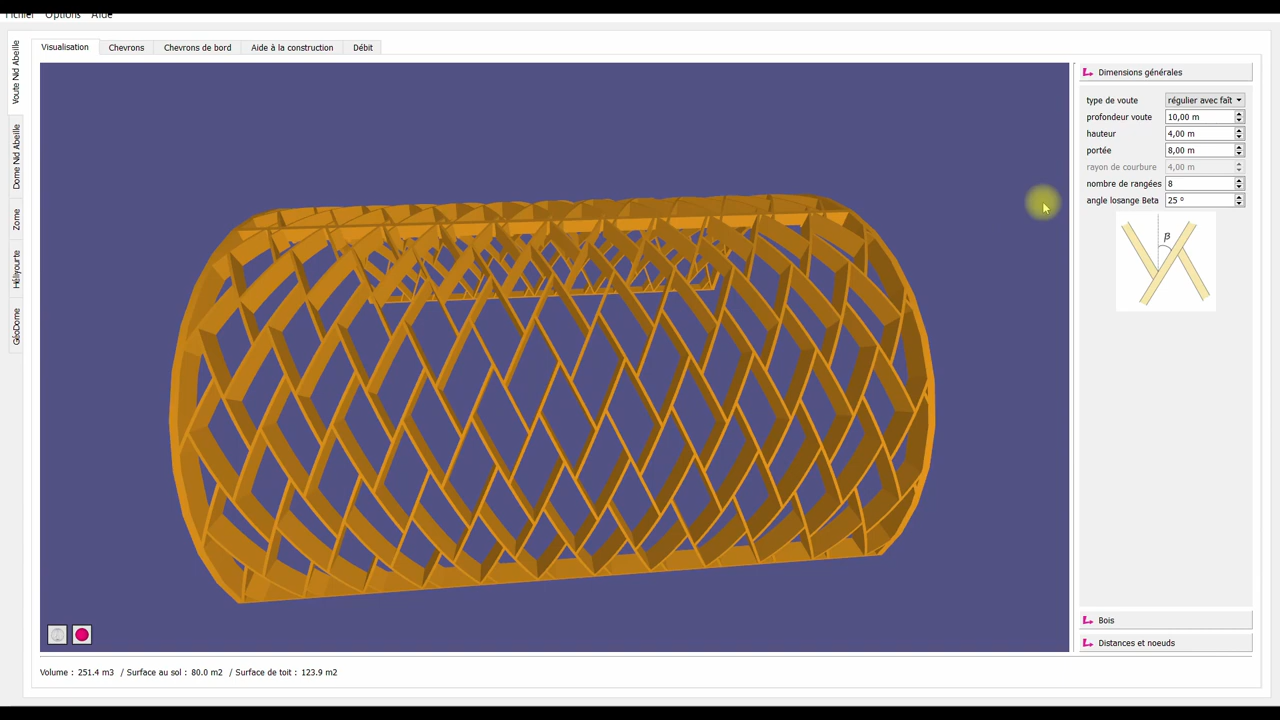 Fichier Options Aide
Visualisation Chevrons Chevrons de bord Aide à la construction Débit
Voute Nid Abeille
Dome Nid Abeille
Zome
Héliyourte
GéoDome
Dimensions générales
type de voute régulier avec faît
profondeur voute 10,00 m
hauteur 4,00 m
portée 8,00 m
rayon de courbure 4,00 m
nombre de rangées 8
angle losange Beta 25 °
β
Bois
Distances et noeuds
Volume : 251.4 m3 / Surface au sol : 80.0 m2 / Surface de toit : 123.9 m2